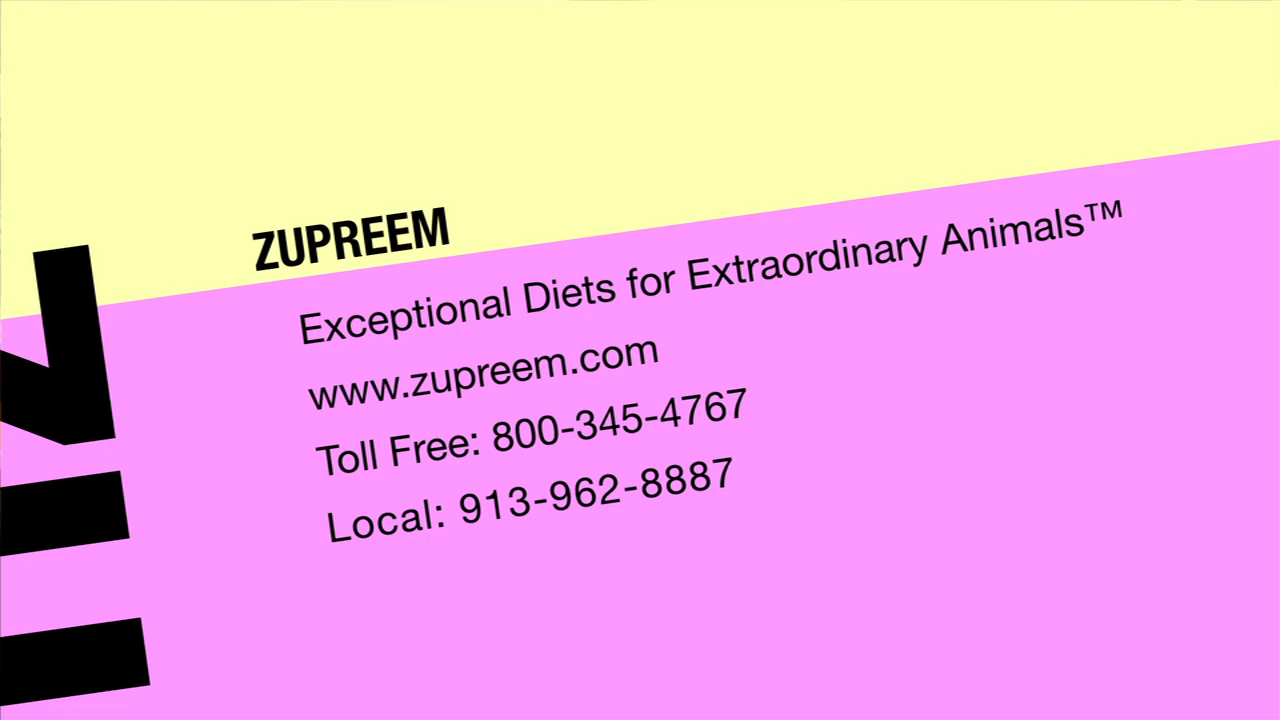 ZUPREEM
Exceptional Diets for Extraordinary Animals™
www.zupreem.com
Toll Free: 800-345-4767
Local: 913-962-8887